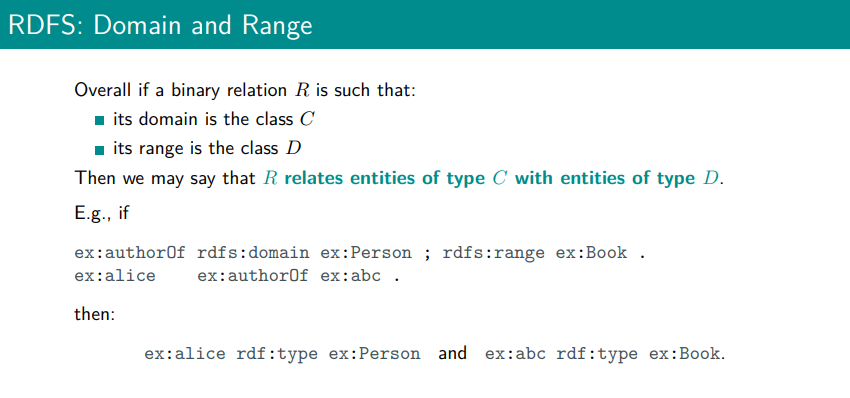 RDFS: Domain and Range
Overall if a binary relation R is such that:
its domain is the class C
its range is the class D
Then we may say that R relates entities of type C with entities of type D.
E.g., if
ex:authorOf rdfs:domain ex:Person ; rdfs:range ex:Book .
ex:alice ex:authorOf ex:abc .
then:
ex:alice rdf:type ex:Person and ex:abc rdf:type ex:Book.